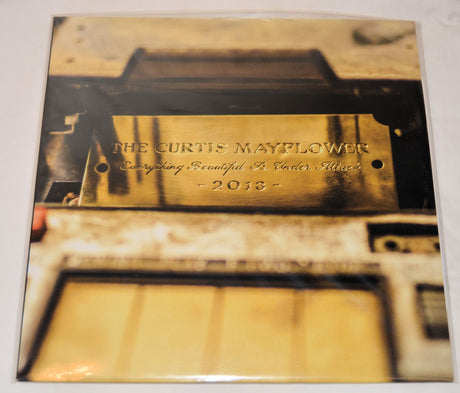 THE CURTIS MAYFLOWER
Everything Beautiful Is Under Attack
- 2013 -